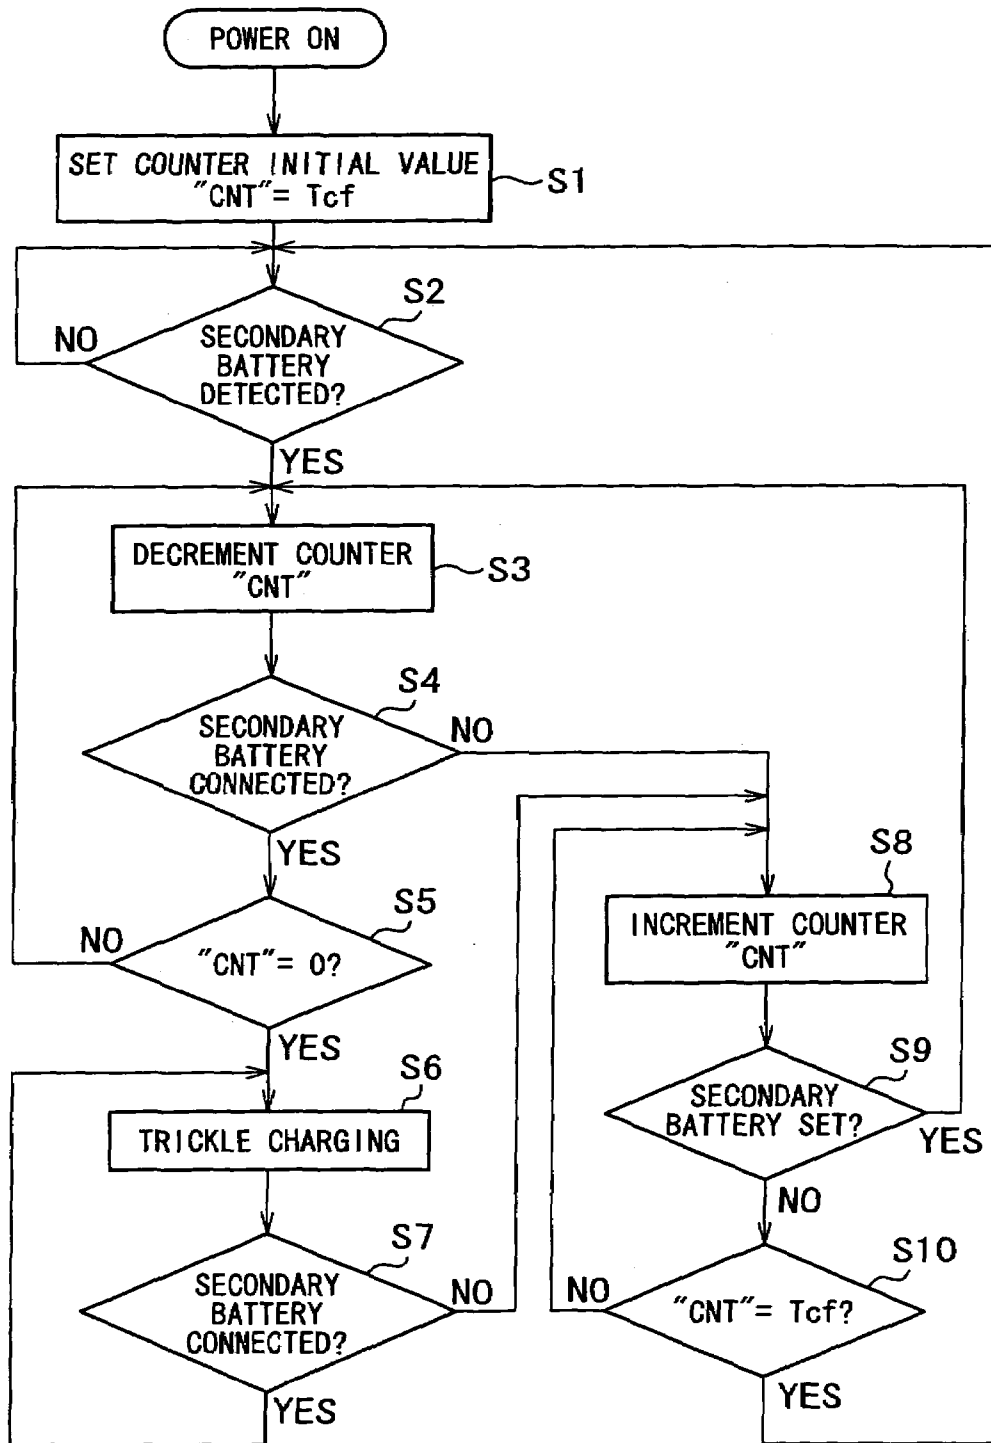 POWER ON
SET COUNTER INITIAL VALUE
"CNT"= Tcf
S1
S2
NO
SECONDARY
BATTERY
DETECTED?
YES
DECREMENT COUNTER
"CNT"
S3
S4
SECONDARY
BATTERY
CONNECTED?
NO
YES
S5
NO
"CNT"= 0?
YES
S6
TRICKLE CHARGING
S7
SECONDARY
BATTERY
CONNECTED?
NO
YES
S8
INCREMENT COUNTER
"CNT"
S9
SECONDARY
BATTERY SET?
YES
NO
S10
NO
"CNT"= Tcf?
YES